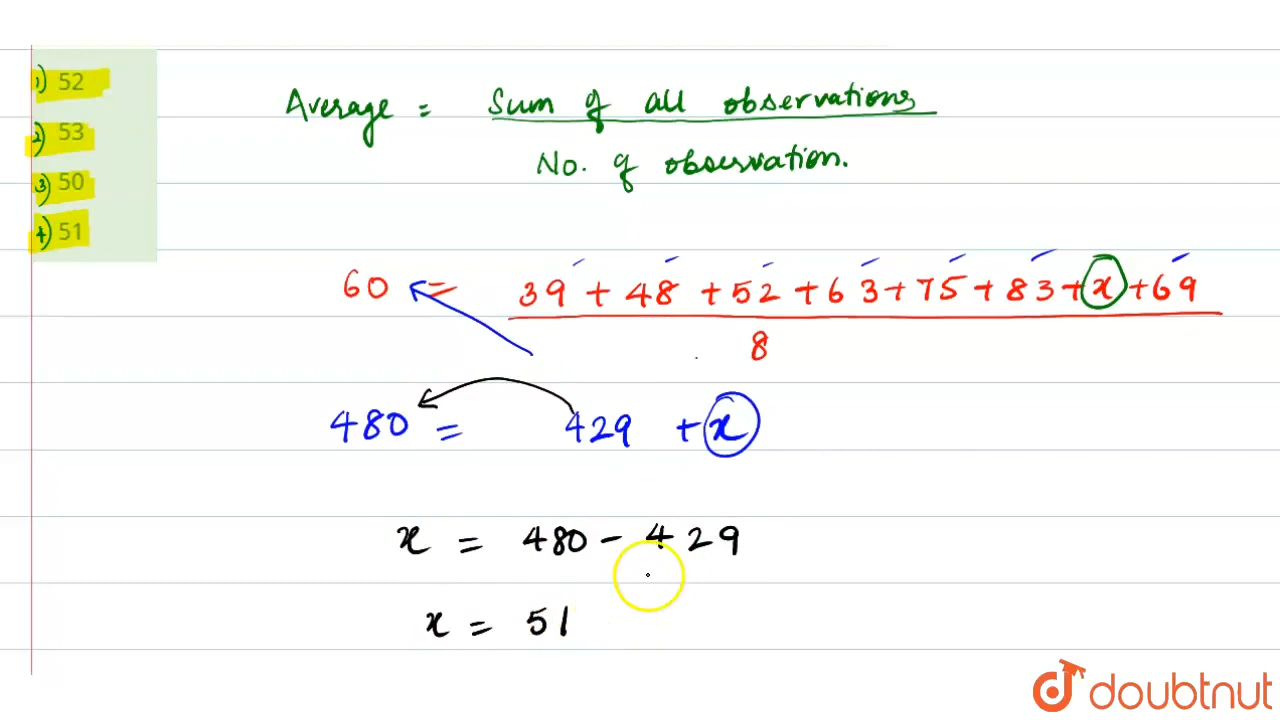 1) 52
2) 53
3) 50
4) 51
Average = Sum of all observations
No. of observation.
60 = 39 + 48 + 52 + 63 + 75 + 83 + x + 69
8
480 = 429 + x
x = 480 - 429
x = 51
doubtnut